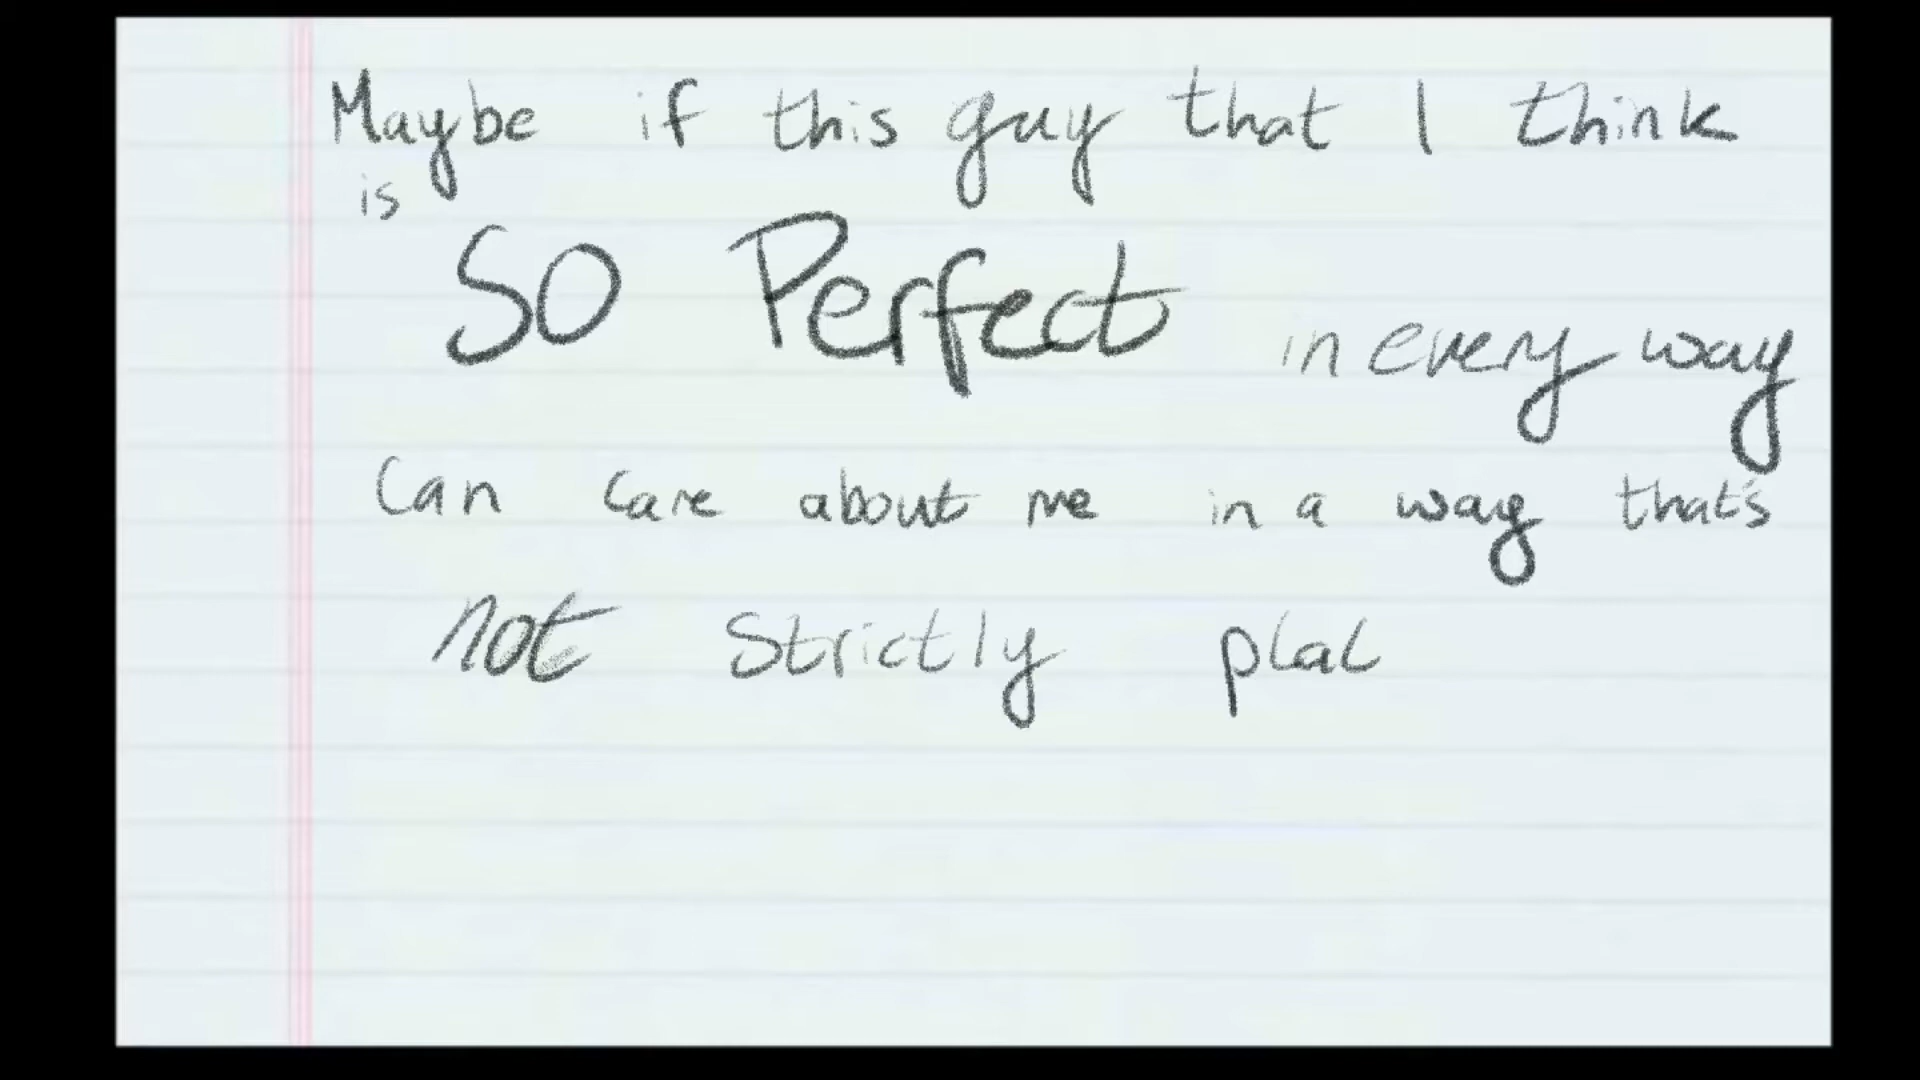 Maybe if this guy that I think
is
So Perfect in every way
Can care about me in a way that's
not strictly plat